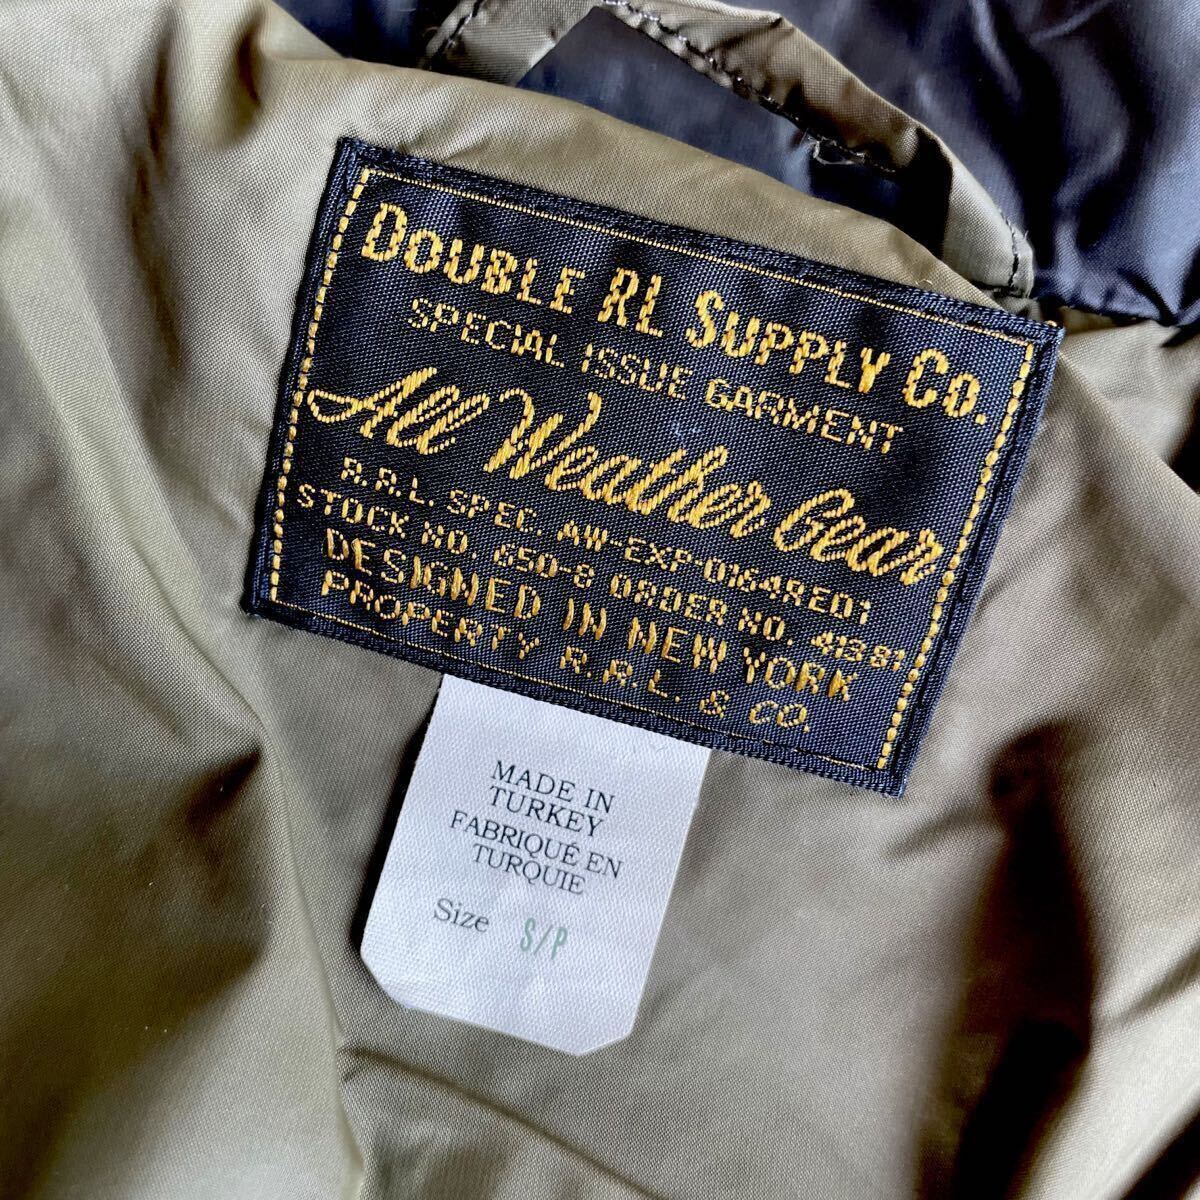 DOUBLE RL SUPPLY CO.
SPECIAL ISSUE GARMENT
All Weather Gear
R.R.L. SPEC. AW-EXP-0164RED1
STOCK NO. 650-8 ORDER NO. 41381
DESIGNED IN NEW YORK
PROPERTY R.R.L. & CO.
MADE IN
TURKEY
FABRIQUÉ EN
TURQUIE
Size S/P